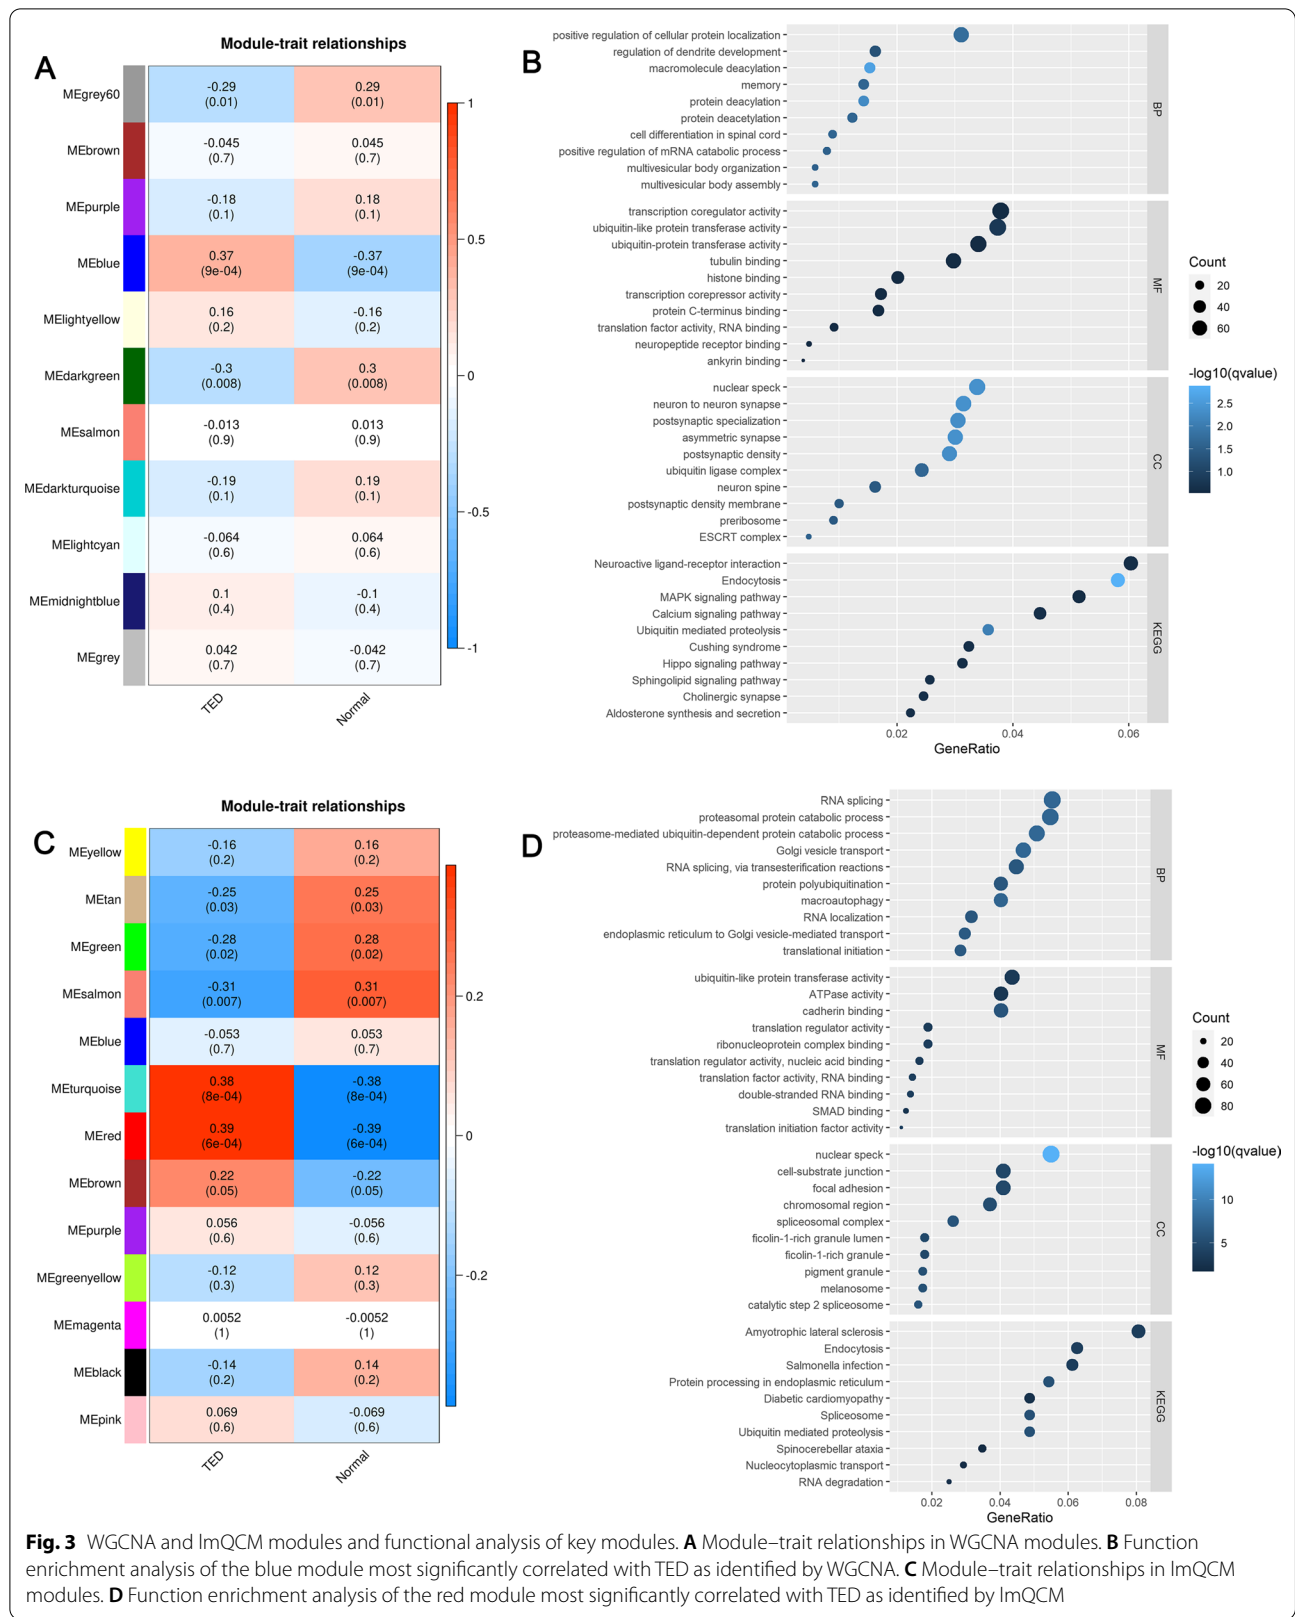 A
Module-trait relationships
MEgrey60
-0.29
(0.01)
0.29
(0.01)
MEbrown
-0.045
(0.7)
0.045
(0.7)
MEpurple
-0.18
(0.1)
0.18
(0.1)
MEblue
0.37
(9e-04)
-0.37
(9e-04)
MElightyellow
0.16
(0.2)
-0.16
(0.2)
MEdarkgreen
-0.3
(0.008)
0.3
(0.008)
MEsalmon
-0.013
(0.9)
0.013
(0.9)
MEdarkturquoise
-0.19
(0.1)
0.19
(0.1)
MElightcyan
-0.064
(0.6)
0.064
(0.6)
MEmidnightblue
0.1
(0.4)
-0.1
(0.4)
MEgrey
0.042
(0.7)
-0.042
(0.7)
TED
Normal
1
0.5
0
-0.5
-1
B
positive regulation of cellular protein localization
regulation of dendrite development
macromolecule deacylation
memory
protein deacylation
protein deacetylation
cell differentiation in spinal cord
positive regulation of mRNA catabolic process
multivesicular body organization
multivesicular body assembly
BP
transcription coregulator activity
ubiquitin-like protein transferase activity
ubiquitin-protein transferase activity
tubulin binding
histone binding
transcription corepressor activity
protein C-terminus binding
translation factor activity, RNA binding
neuropeptide receptor binding
ankyrin binding
MF
nuclear speck
neuron to neuron synapse
postsynaptic specialization
asymmetric synapse
postsynaptic density
ubiquitin ligase complex
neuron spine
postsynaptic density membrane
preribosome
ESCRT complex
CC
Neuroactive ligand-receptor interaction
Endocytosis
MAPK signaling pathway
Calcium signaling pathway
Ubiquitin mediated proteolysis
Cushing syndrome
Hippo signaling pathway
Sphingolipid signaling pathway
Cholinergic synapse
Aldosterone synthesis and secretion
KEGG
0.02 0.04 0.06
GeneRatio
Count
20
40
60
-log10(qvalue)
2.5
2.0
1.5
1.0
C
Module-trait relationships
MEyellow
-0.16
(0.2)
0.16
(0.2)
MEtan
-0.25
(0.03)
0.25
(0.03)
MEgreen
-0.28
(0.02)
0.28
(0.02)
MEsalmon
-0.31
(0.007)
0.31
(0.007)
MEblue
-0.053
(0.7)
0.053
(0.7)
MEturquoise
0.38
(8e-04)
-0.38
(8e-04)
MEred
0.39
(6e-04)
-0.39
(6e-04)
MEbrown
0.22
(0.05)
-0.22
(0.05)
MEpurple
0.056
(0.6)
-0.056
(0.6)
MEgreenyellow
-0.12
(0.3)
0.12
(0.3)
MEmagenta
0.0052
(1)
-0.0052
(1)
MEblack
-0.14
(0.2)
0.14
(0.2)
MEpink
0.069
(0.6)
-0.069
(0.6)
TED
Normal
0.2
0
-0.2
D
RNA splicing
proteasomal protein catabolic process
proteasome-mediated ubiquitin-dependent protein catabolic process
Golgi vesicle transport
RNA splicing, via transesterification reactions
protein polyubiquitination
macroautophagy
RNA localization
endoplasmic reticulum to Golgi vesicle-mediated transport
translational initiation
BP
ubiquitin-like protein transferase activity
ATPase activity
cadherin binding
translation regulator activity
ribonucleoprotein complex binding
translation regulator activity, nucleic acid binding
translation factor activity, RNA binding
double-stranded RNA binding
SMAD binding
translation initiation factor activity
MF
nuclear speck
cell-substrate junction
focal adhesion
chromosomal region
spliceosomal complex
ficolin-1-rich granule lumen
ficolin-1-rich granule
pigment granule
melanosome
catalytic step 2 spliceosome
CC
Amyotrophic lateral sclerosis
Endocytosis
Salmonella infection
Protein processing in endoplasmic reticulum
Diabetic cardiomyopathy
Spliceosome
Ubiquitin mediated proteolysis
Spinocerebellar ataxia
Nucleocytoplasmic transport
RNA degradation
KEGG
0.02 0.04 0.06 0.08
GeneRatio
Count
20
40
60
80
-log10(qvalue)
10
5
Fig. 3 WGCNA and lmQCM modules and functional analysis of key modules. A Module–trait relationships in WGCNA modules. B Function
enrichment analysis of the blue module most significantly correlated with TED as identified by WGCNA. C Module–trait relationships in lmQCM
modules. D Function enrichment analysis of the red module most significantly correlated with TED as identified by lmQCM